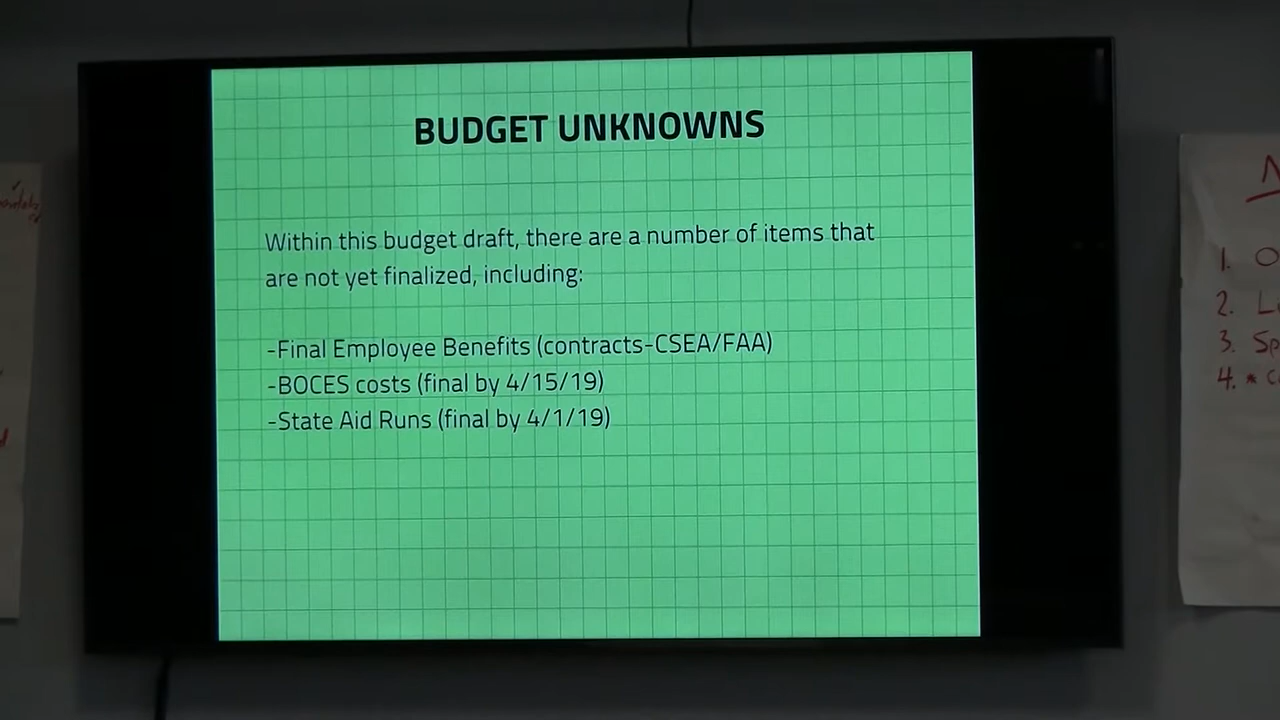 BUDGET UNKNOWNS
Within this budget draft, there are a number of items that
are not yet finalized, including:
-Final Employee Benefits (contracts-CSEA/FAA)
-BOCES costs (final by 4/15/19)
-State Aid Runs (final by 4/1/19)
1.
2.
3.
4. *